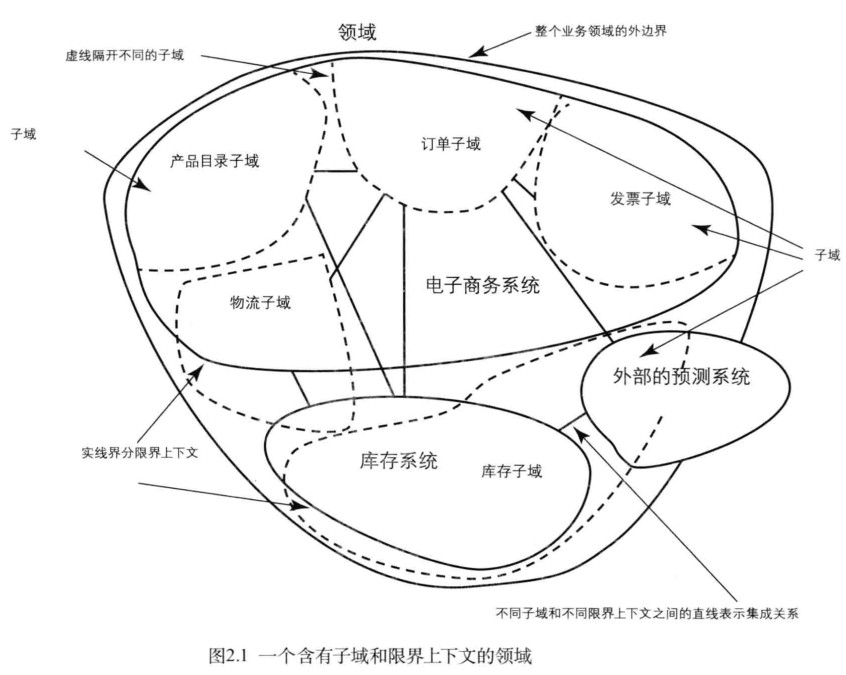 领域
整个业务领域的外边界
虚线隔开不同的子域
子域
订单子域
产品目录子域
发票子域
子域
电子商务系统
物流子域
外部的预测系统
实线界分限界上下文
库存系统
库存子域
不同子域和不同限界上下文之间的直线表示集成关系
图2.1 一个含有子域和限界上下文的领域